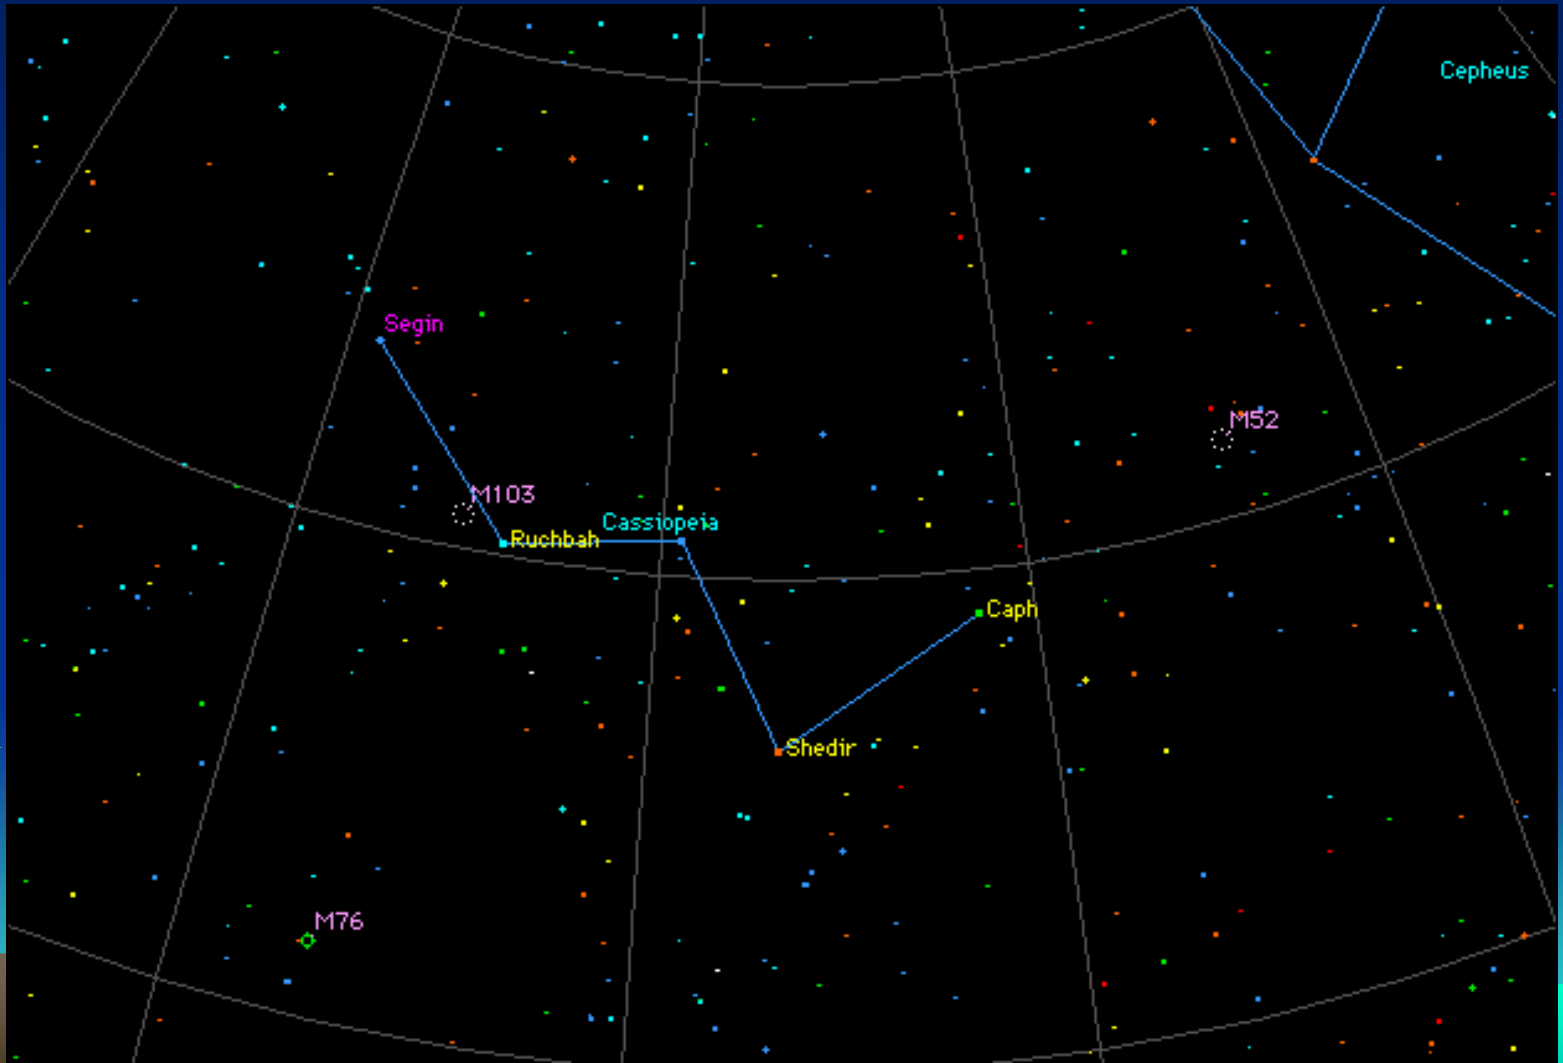 Cepheus
Segin
M52
M103
Cassiopeia
Ruchbah
Caph
Shedir
M76